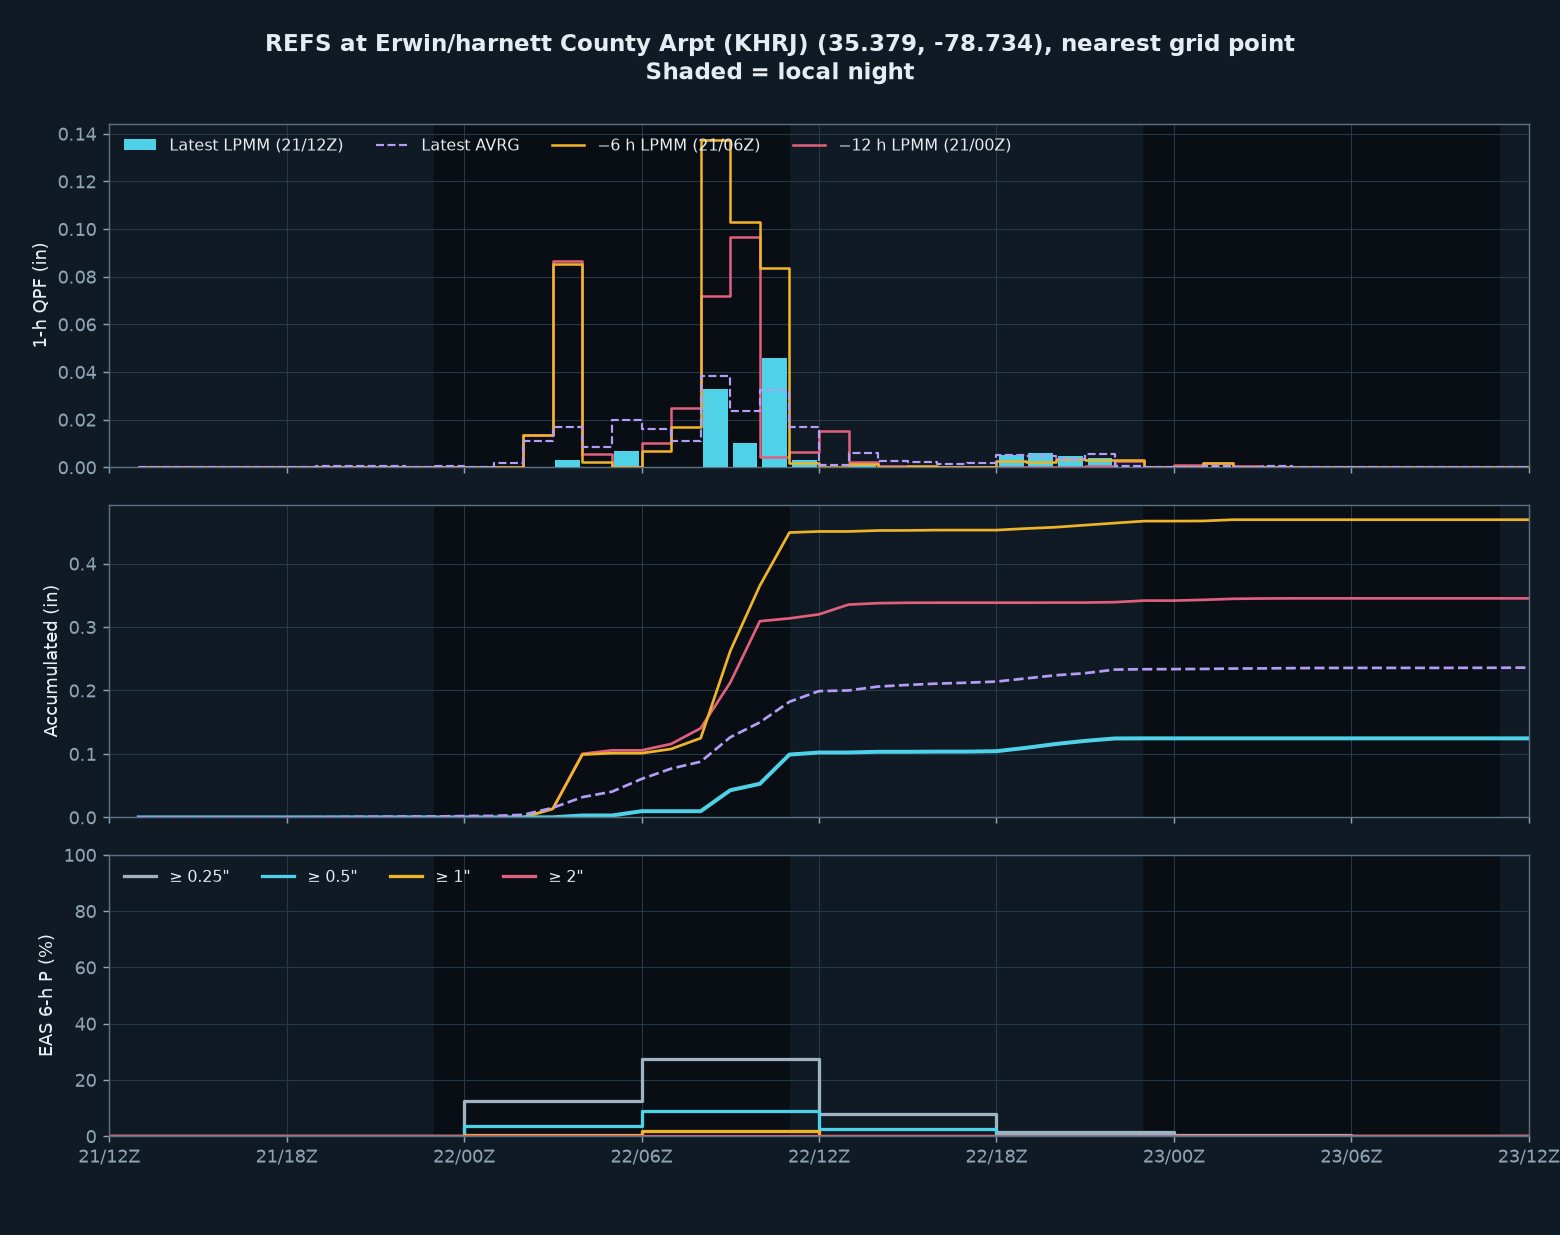 REFS at Erwin/harnett County Arpt (KHRJ) (35.379, -78.734), nearest grid point
Shaded = local night
1-h QPF (in)
0.14
0.12
0.10
0.08
0.06
0.04
0.02
0.00
Latest LPMM (21/12Z) Latest AVRG −6 h LPMM (21/06Z) −12 h LPMM (21/00Z)
Accumulated (in)
0.4
0.3
0.2
0.1
0.0
EAS 6-h P (%)
100
80
60
40
20
0
≥ 0.25" ≥ 0.5" ≥ 1" ≥ 2"
21/12Z 21/18Z 22/00Z 22/06Z 22/12Z 22/18Z 23/00Z 23/06Z 23/12Z